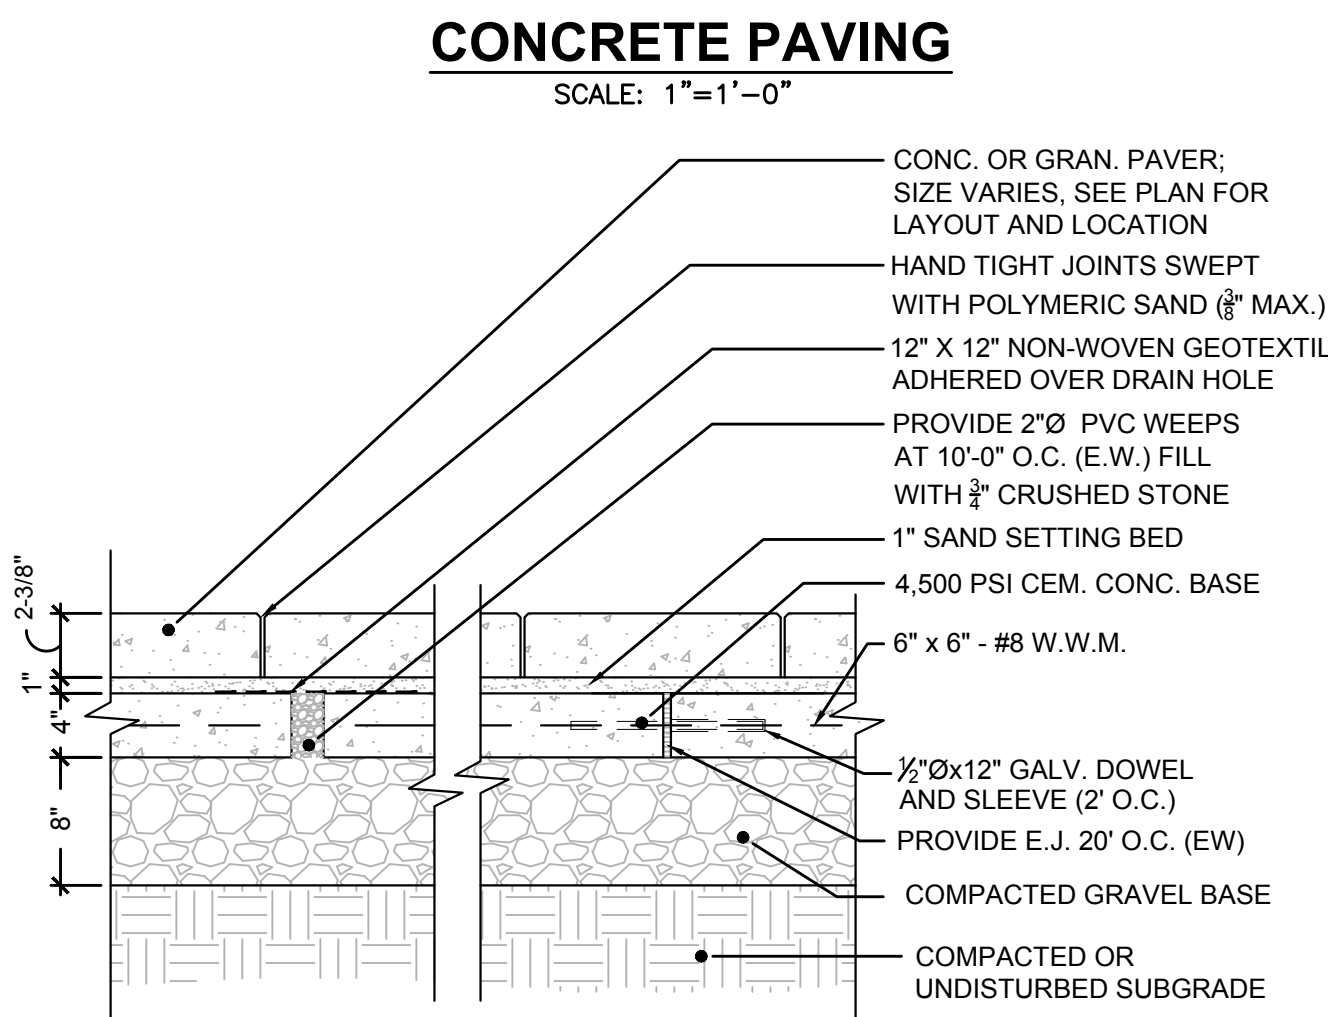 CONCRETE PAVING
SCALE: 1"=1'-0"
CONC. OR GRAN. PAVER;
SIZE VARIES, SEE PLAN FOR
LAYOUT AND LOCATION
HAND TIGHT JOINTS SWEPT
WITH POLYMERIC SAND (3/8" MAX.)
12" X 12" NON-WOVEN GEOTEXTIL
ADHERED OVER DRAIN HOLE
PROVIDE 2"Ø PVC WEEPS
AT 10'-0" O.C. (E.W.) FILL
WITH 3/4" CRUSHED STONE
1" SAND SETTING BED
4,500 PSI CEM. CONC. BASE
6" x 6" - #8 W.W.M.
1/2"Øx12" GALV. DOWEL
AND SLEEVE (2' O.C.)
PROVIDE E.J. 20' O.C. (EW)
COMPACTED GRAVEL BASE
COMPACTED OR
UNDISTURBED SUBGRADE
2-3/8"
1"
4"
8"